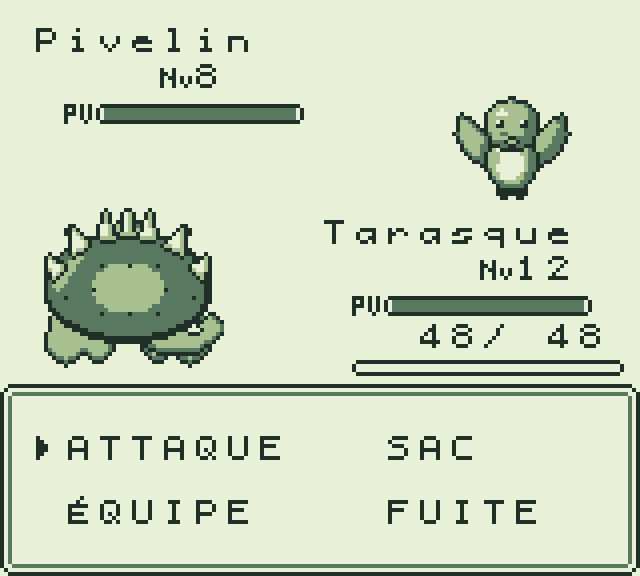 Pivelin
Nv8
PV
Tarasque
Nv12
PV
48/ 48
ATTAQUE SAC
ÉQUIPE FUITE